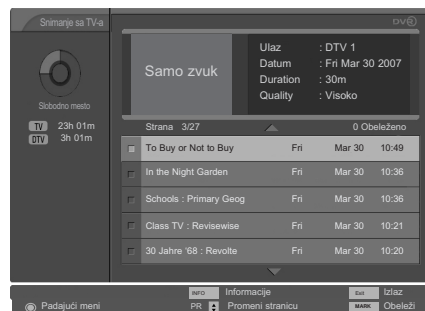 Snimanje sa TV-a
DVR
Slobodno mesto
TV 23h 01m
DTV 3h 01m
Samo zvuk
Ulaz : DTV 1
Datum : Fri Mar 30 2007
Duration : 30m
Quality : Visoko
Strana 3/27 0 Obeleženo
To Buy or Not to Buy Fri Mar 30 10:49
In the Night Garden Fri Mar 30 10:36
Schools : Primary Geog Fri Mar 30 10:36
Class TV : Revisewise Fri Mar 30 10:21
30 Jahre '68 : Revolte Fri Mar 30 10:20
INFO Informacije Exit Izlaz
Padajući meni PR Promeni stranicu MARK Obeleži